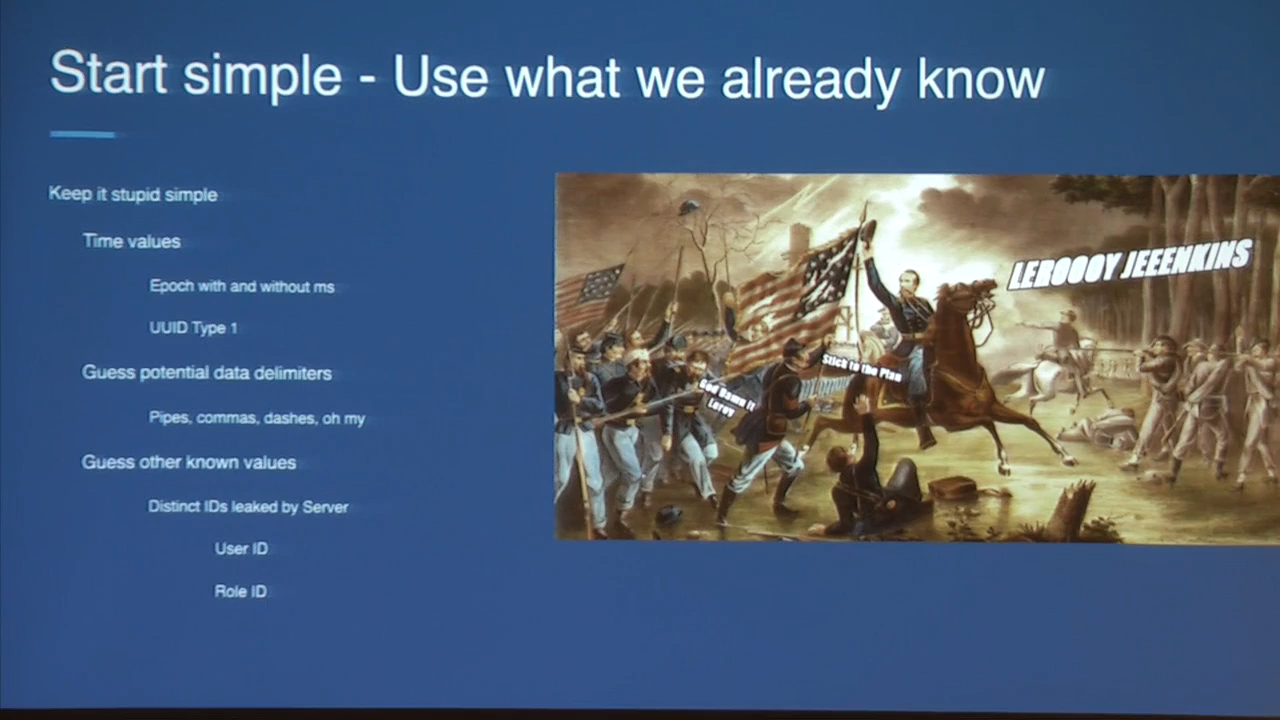 Start simple - Use what we already know
Keep it stupid simple
Time values
Epoch with and without ms
UUID Type 1
Guess potential data delimiters
Pipes, commas, dashes, oh my
Guess other known values
Distinct IDs leaked by Server
User ID
Role ID
LEROOOY JEEENKINS
Stick to the Plan
God Damn it
Leroy